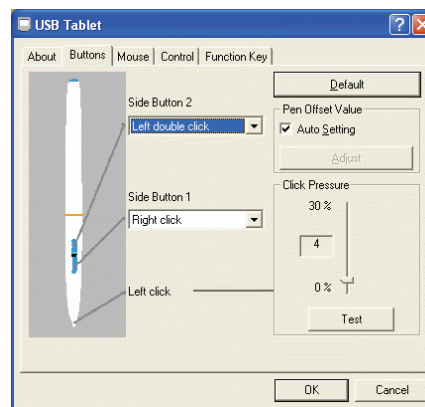 USB Tablet
About Buttons Mouse Control Function Key
Side Button 2
Left double click
Side Button 1
Right click
Left click
Default
Pen Offset Value
Auto Setting
Adjust
Click Pressure
30 %
4
0 %
Test
OK Cancel